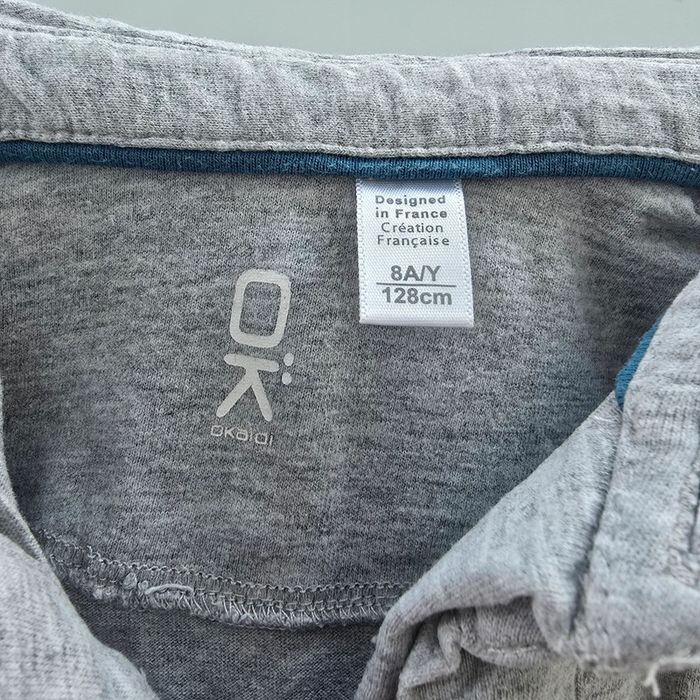 Designed
in France
Création
Française
8A/Y
128cm
OK
OKaïDI